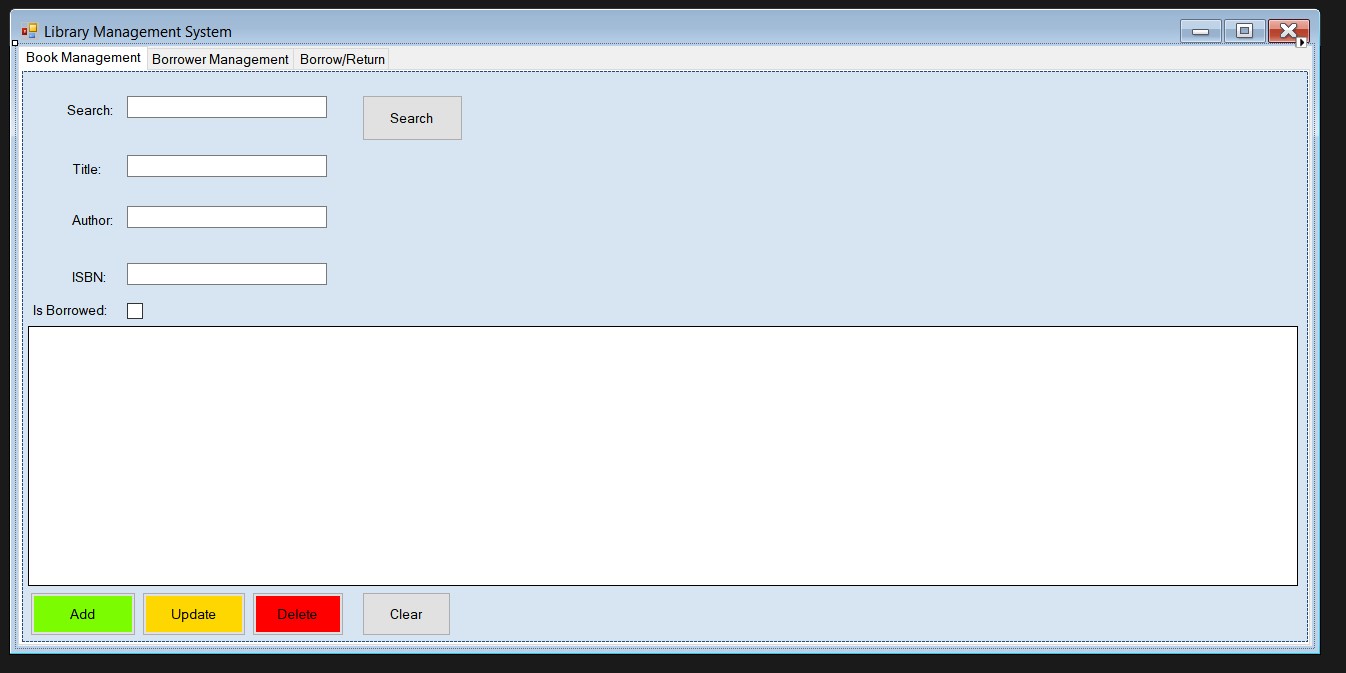 Library Management System
Book Management Borrower Management Borrow/Return
Search: Search
Title:
Author:
ISBN:
Is Borrowed:
Add Update Delete Clear